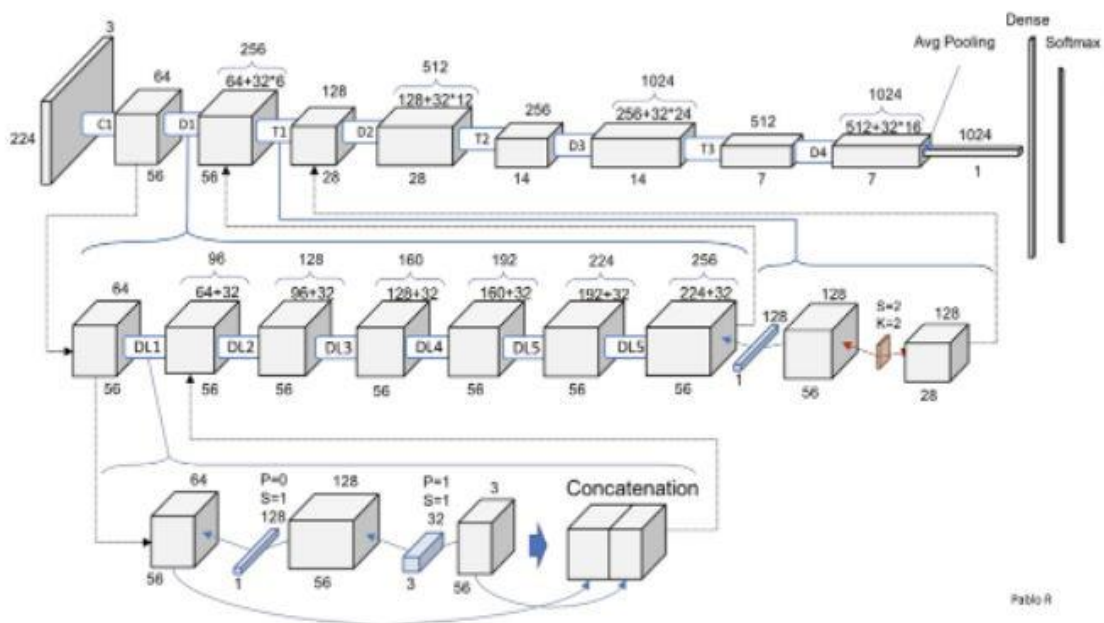 Dense
3
Avg Pooling
Softmax
256
512
1024
1024
64
64+32*6
128
128+32*12
256
256+32*24
512
512+32*16
1024
224
C1
D1
T1
D2
T2
D3
T3
D4
56
56
28
28
14
14
7
7
1
96
128
160
192
224
256
64
64+32
96+32
128+32
160+32
192+32
224+32
128
128
S=2
K=2
128
DL1
DL2
DL3
DL4
DL5
DL5
56
56
56
56
56
56
56
1
56
28
64
P=0
S=1
128
128
P=1
S=1
32
3
Concatenation
56
1
56
3
56
Pablo R